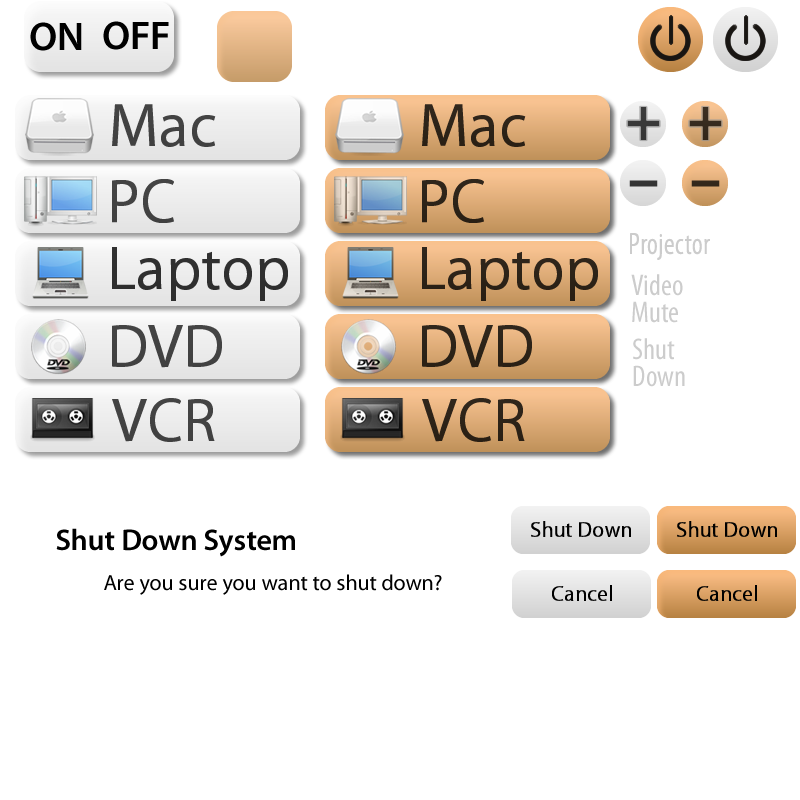 ON OFF
Mac
Mac
PC
PC
Laptop
Laptop
DVD
DVD
DVD
DVD
VCR
VCR
Projector
Video
Mute
Shut
Down
Shut Down System
Are you sure you want to shut down?
Shut Down
Shut Down
Cancel
Cancel